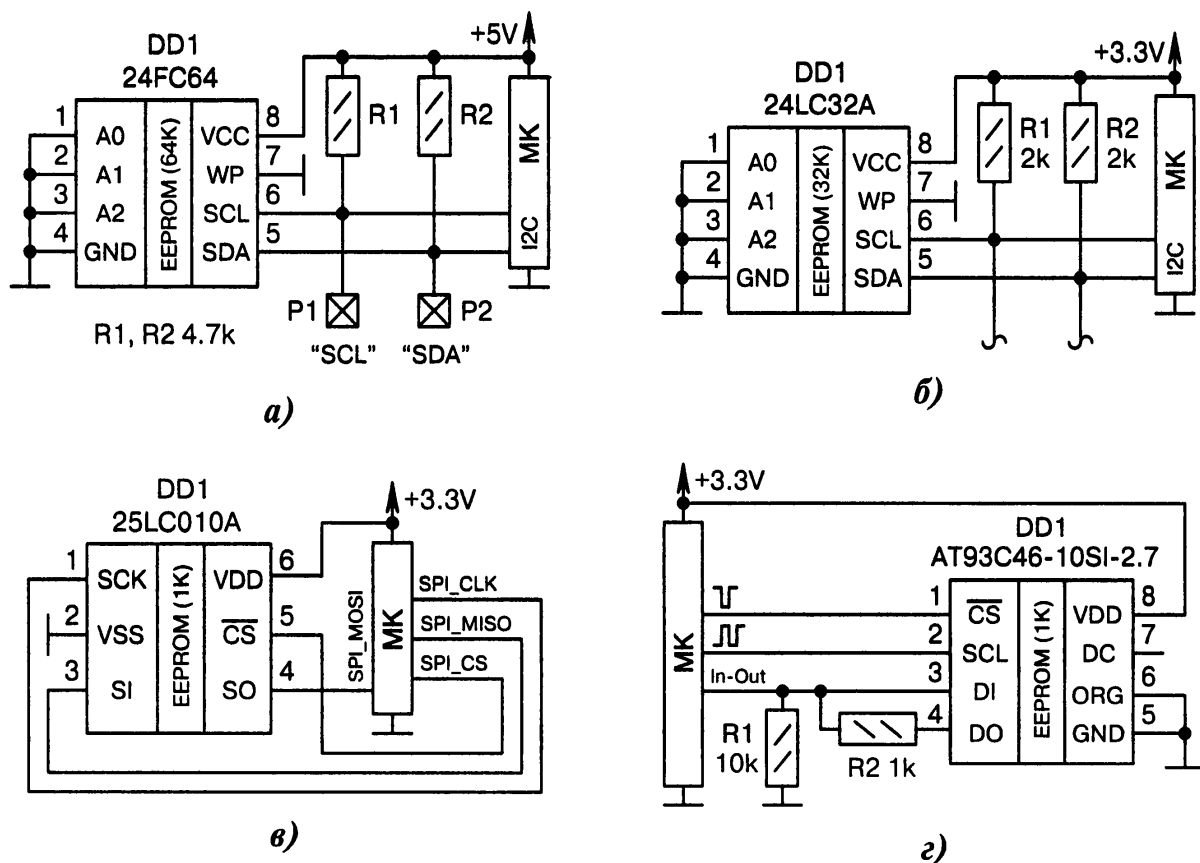 DD1
24FC64
+5V
1 A0
2 A1
3 A2
4 GND
EEPROM (64K)
VCC 8
WP 7
SCL 6
SDA 5
R1
R2
MK
I2C
P1
P2
"SCL"
"SDA"
R1, R2 4.7k
а)
DD1
24LC32A
+3.3V
1 A0
2 A1
3 A2
4 GND
EEPROM (32K)
VCC 8
WP 7
SCL 6
SDA 5
R1
2k
R2
2k
MK
I2C
б)
DD1
25LC010A
+3.3V
1 SCK
2 VSS
3 SI
EEPROM (1K)
VDD 6
CS 5
SO 4
SPI_MOSI
MK
SPI_CLK
SPI_MISO
SPI_CS
в)
+3.3V
DD1
AT93C46-10SI-2.7
MK
In-Out
1 CS
2 SCL
3 DI
4 DO
EEPROM (1K)
VDD 8
DC 7
ORG 6
GND 5
R1
10k
R2 1k
г)